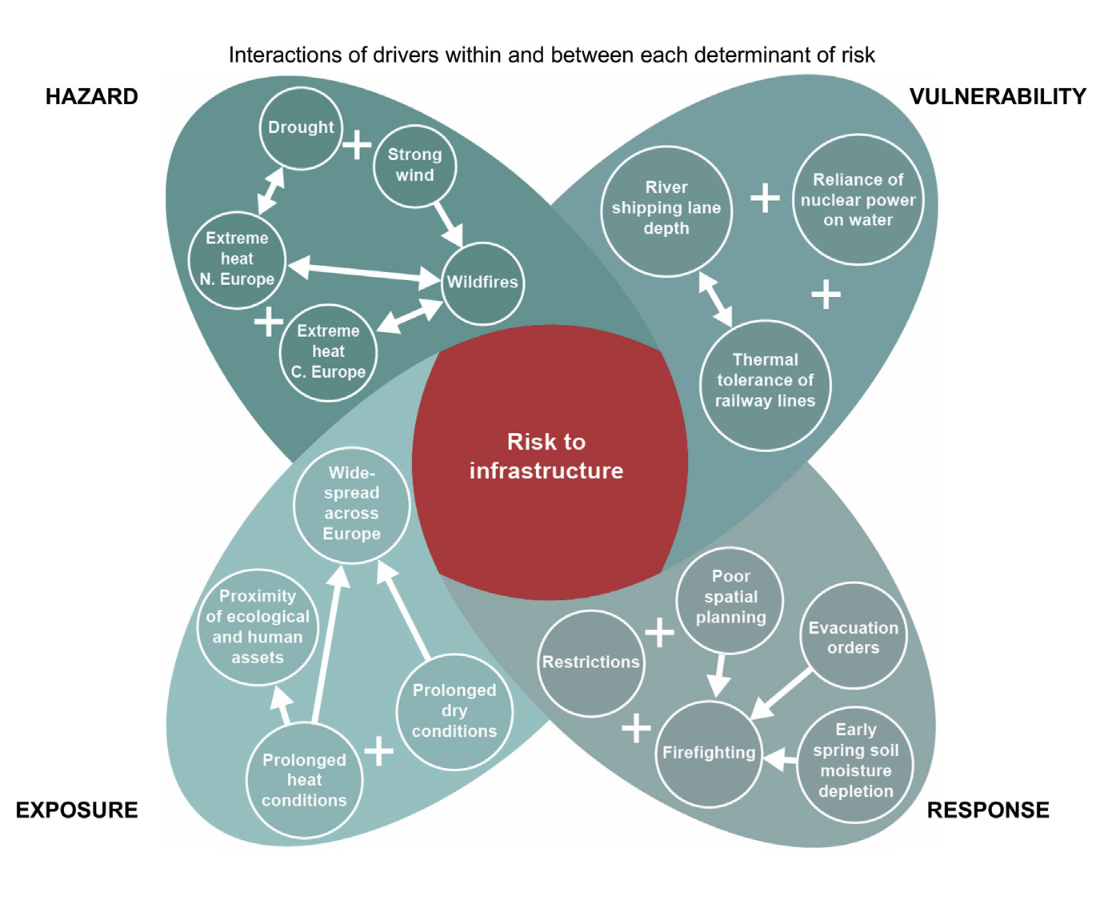 Interactions of drivers within and between each determinant of risk
HAZARD
VULNERABILITY
Drought
+
Strong
wind
Extreme
heat
N. Europe
Wildfires
+
Extreme
heat
C. Europe
River
shipping lane
depth
+
Reliance of
nuclear power
on water
+
Thermal
tolerance of
railway lines
Risk to
infrastructure
Wide-
spread
across
Europe
Proximity
of ecological
and human
assets
Prolonged
dry
conditions
+
Prolonged
heat
conditions
Poor
spatial
planning
+
Restrictions
Evacuation
orders
+
Firefighting
Early
spring soil
moisture
depletion
EXPOSURE
RESPONSE